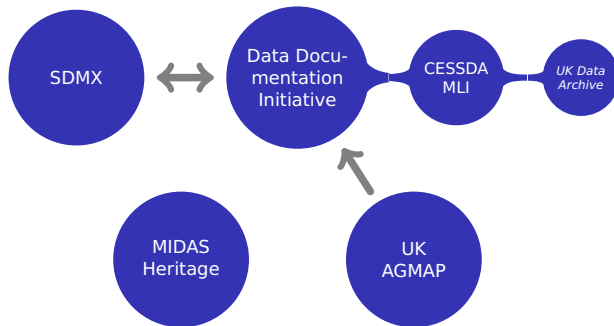 SDMX
Data Docu-
mentation
Initiative
CESSDA
MLI
UK Data
Archive
MIDAS
Heritage
UK
AGMAP